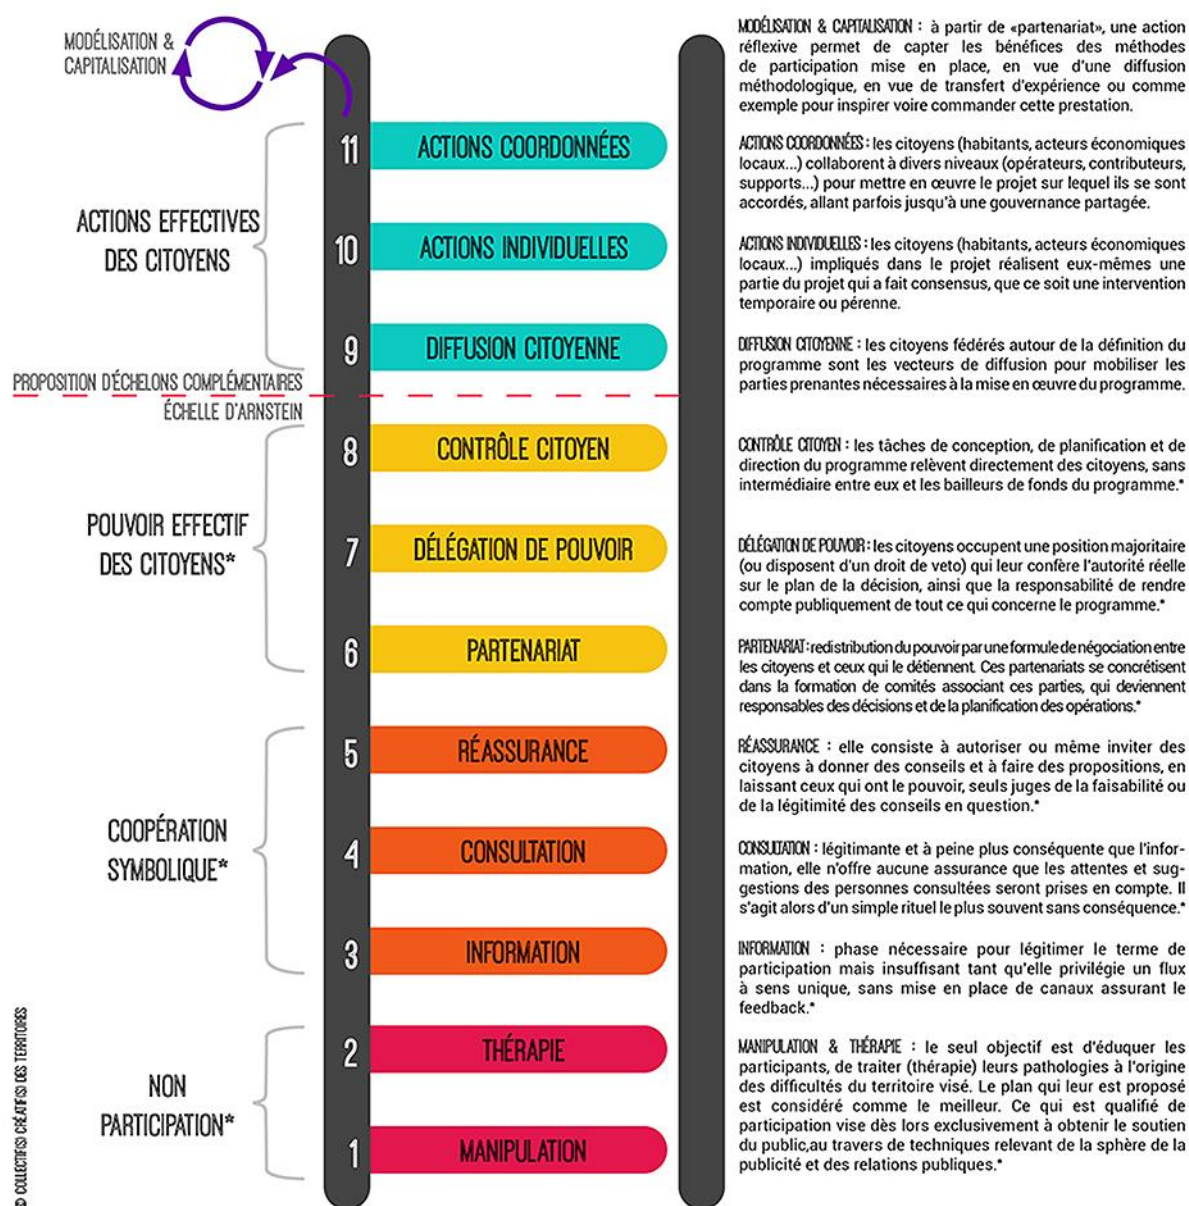 MODÉLISATION &
CAPITALISATION
11
ACTIONS COORDONNÉES
ACTIONS EFFECTIVES
DES CITOYENS
10
ACTIONS INDIVIDUELLES
9
DIFFUSION CITOYENNE
PROPOSITION D'ÉCHELONS COMPLÉMENTAIRES
ÉCHELLE D'ARNSTEIN
8
CONTRÔLE CITOYEN
POUVOIR EFFECTIF
DES CITOYENS*
7
DÉLÉGATION DE POUVOIR
6
PARTENARIAT
5
RÉASSURANCE
COOPÉRATION
SYMBOLIQUE*
4
CONSULTATION
3
INFORMATION
2
THÉRAPIE
NON
PARTICIPATION*
1
MANIPULATION
© COLLECTIF(S) CRÉATIF(S) DES TERRITOIRES
MODÉLISATION & CAPITALISATION : à partir de «partenariat», une action
réflexive permet de capter les bénéfices des méthodes
de participation mise en place, en vue d'une diffusion
méthodologique, en vue de transfert d'expérience ou comme
exemple pour inspirer voire commander cette prestation.
ACTIONS COORDONNÉES : les citoyens (habitants, acteurs économiques
locaux...) collaborent à divers niveaux (opérateurs, contributeurs,
supports...) pour mettre en œuvre le projet sur lequel ils se sont
accordés, allant parfois jusqu'à une gouvernance partagée.
ACTIONS INDIVIDUELLES : les citoyens (habitants, acteurs économiques
locaux...) impliqués dans le projet réalisent eux-mêmes une
partie du projet qui a fait consensus, que ce soit une intervention
temporaire ou pérenne.
DIFFUSION CITOYENNE : les citoyens fédérés autour de la définition du
programme sont les vecteurs de diffusion pour mobiliser les
parties prenantes nécessaires à la mise en œuvre du programme.
CONTRÔLE CITOYEN : les tâches de conception, de planification et de
direction du programme relèvent directement des citoyens, sans
intermédiaire entre eux et les bailleurs de fonds du programme.*
DÉLÉGATION DE POUVOIR : les citoyens occupent une position majoritaire
(ou disposent d'un droit de veto) qui leur confère l'autorité réelle
sur le plan de la décision, ainsi que la responsabilité de rendre
compte publiquement de tout ce qui concerne le programme.*
PARTENARIAT : redistribution du pouvoir par une formule de négociation entre
les citoyens et ceux qui le détiennent. Ces partenariats se concrétisent
dans la formation de comités associant ces parties, qui deviennent
responsables des décisions et de la planification des opérations.*
RÉASSURANCE : elle consiste à autoriser ou même inviter des
citoyens à donner des conseils et à faire des propositions, en
laissant ceux qui ont le pouvoir, seuls juges de la faisabilité ou
de la légitimité des conseils en question.*
CONSULTATION : légitimante et à peine plus conséquente que l'infor-
mation, elle n'offre aucune assurance que les attentes et sug-
gestions des personnes consultées seront prises en compte. Il
s'agit alors d'un simple rituel le plus souvent sans conséquence.*
INFORMATION : phase nécessaire pour légitimer le terme de
participation mais insuffisant tant qu'elle privilégie un flux
à sens unique, sans mise en place de canaux assurant le
feedback.*
MANIPULATION & THÉRAPIE : le seul objectif est d'éduquer les
participants, de traiter (thérapie) leurs pathologies à l'origine
des difficultés du territoire visé. Le plan qui leur est proposé
est considéré comme le meilleur. Ce qui est qualifié de
participation vise dès lors exclusivement à obtenir le soutien
du public,au travers de techniques relevant de la sphère de la
publicité et des relations publiques.*